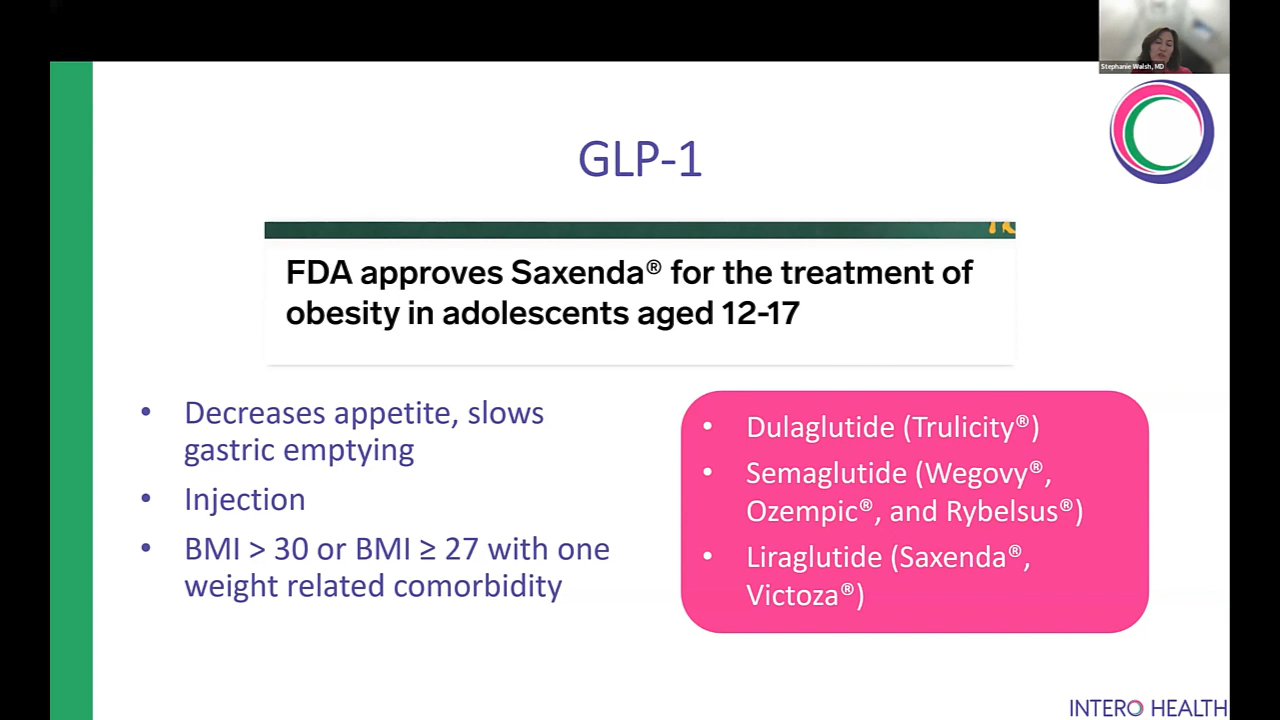 Stephanie Walsh, MD
GLP-1
FDA approves Saxenda® for the treatment of
obesity in adolescents aged 12-17
• Decreases appetite, slows
gastric emptying
• Injection
• BMI > 30 or BMI ≥ 27 with one
weight related comorbidity
• Dulaglutide (Trulicity®)
• Semaglutide (Wegovy®,
Ozempic®, and Rybelsus®)
• Liraglutide (Saxenda®,
Victoza®)
INTERO HEALTH